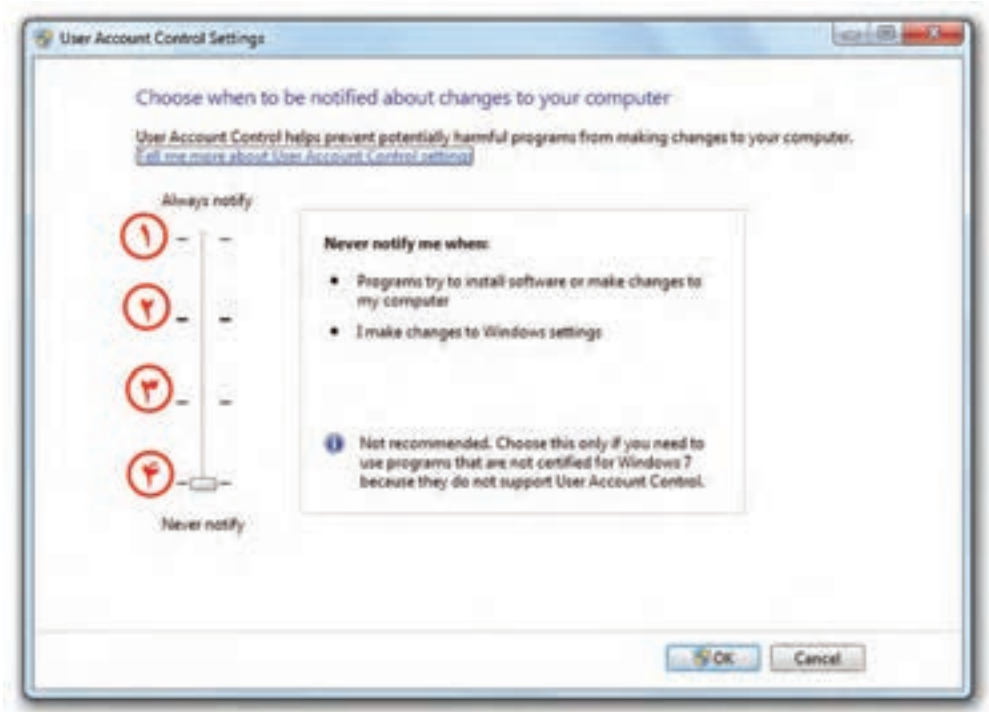 User Account Control Settings
Choose when to be notified about changes to your computer
User Account Control helps prevent potentially harmful programs from making changes to your computer.
Tell me more about User Account Control settings
Always notify
۱
۲
۳
۴
Never notify
Never notify me when:
• Programs try to install software or make changes to
my computer
• I make changes to Windows settings
Not recommended. Choose this only if you need to
use programs that are not certified for Windows 7
because they do not support User Account Control.
OK
Cancel